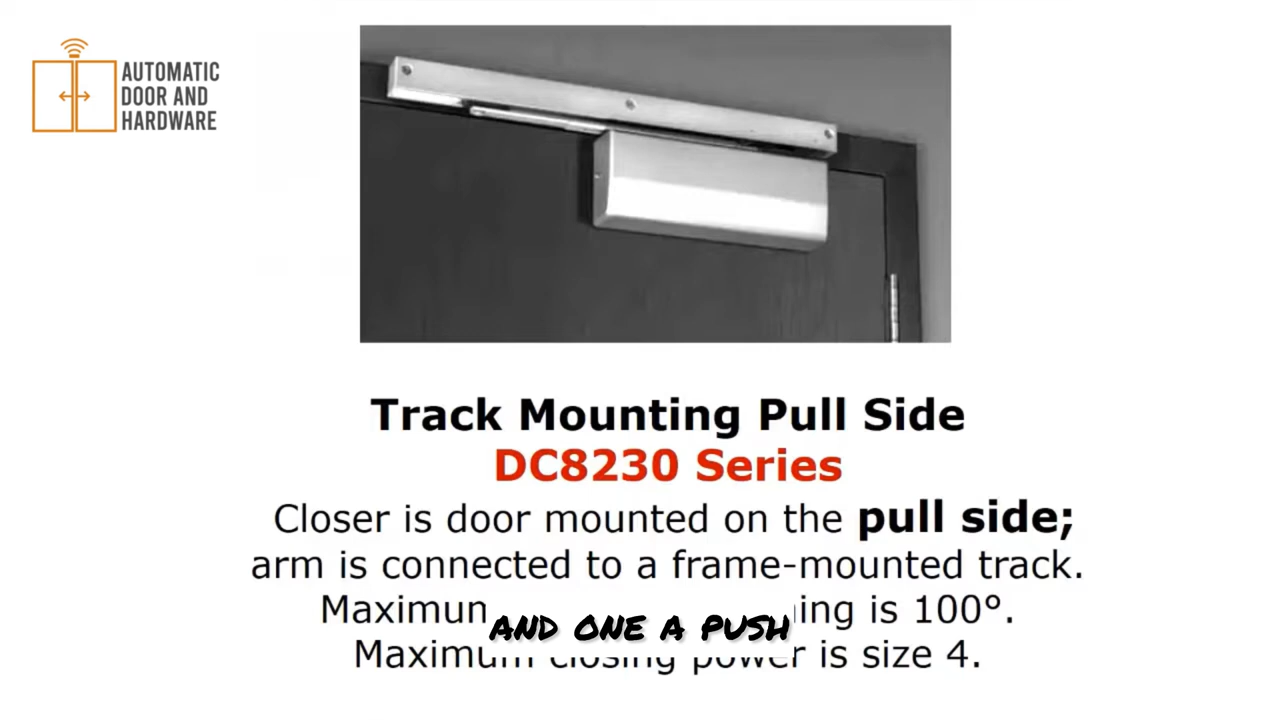 AUTOMATIC
DOOR AND
HARDWARE
Track Mounting Pull Side
DC8230 Series
Closer is door mounted on the pull side;
arm is connected to a frame-mounted track.
ing is 100°.
AND ONE A PUSH
Maximum closing power is size 4.